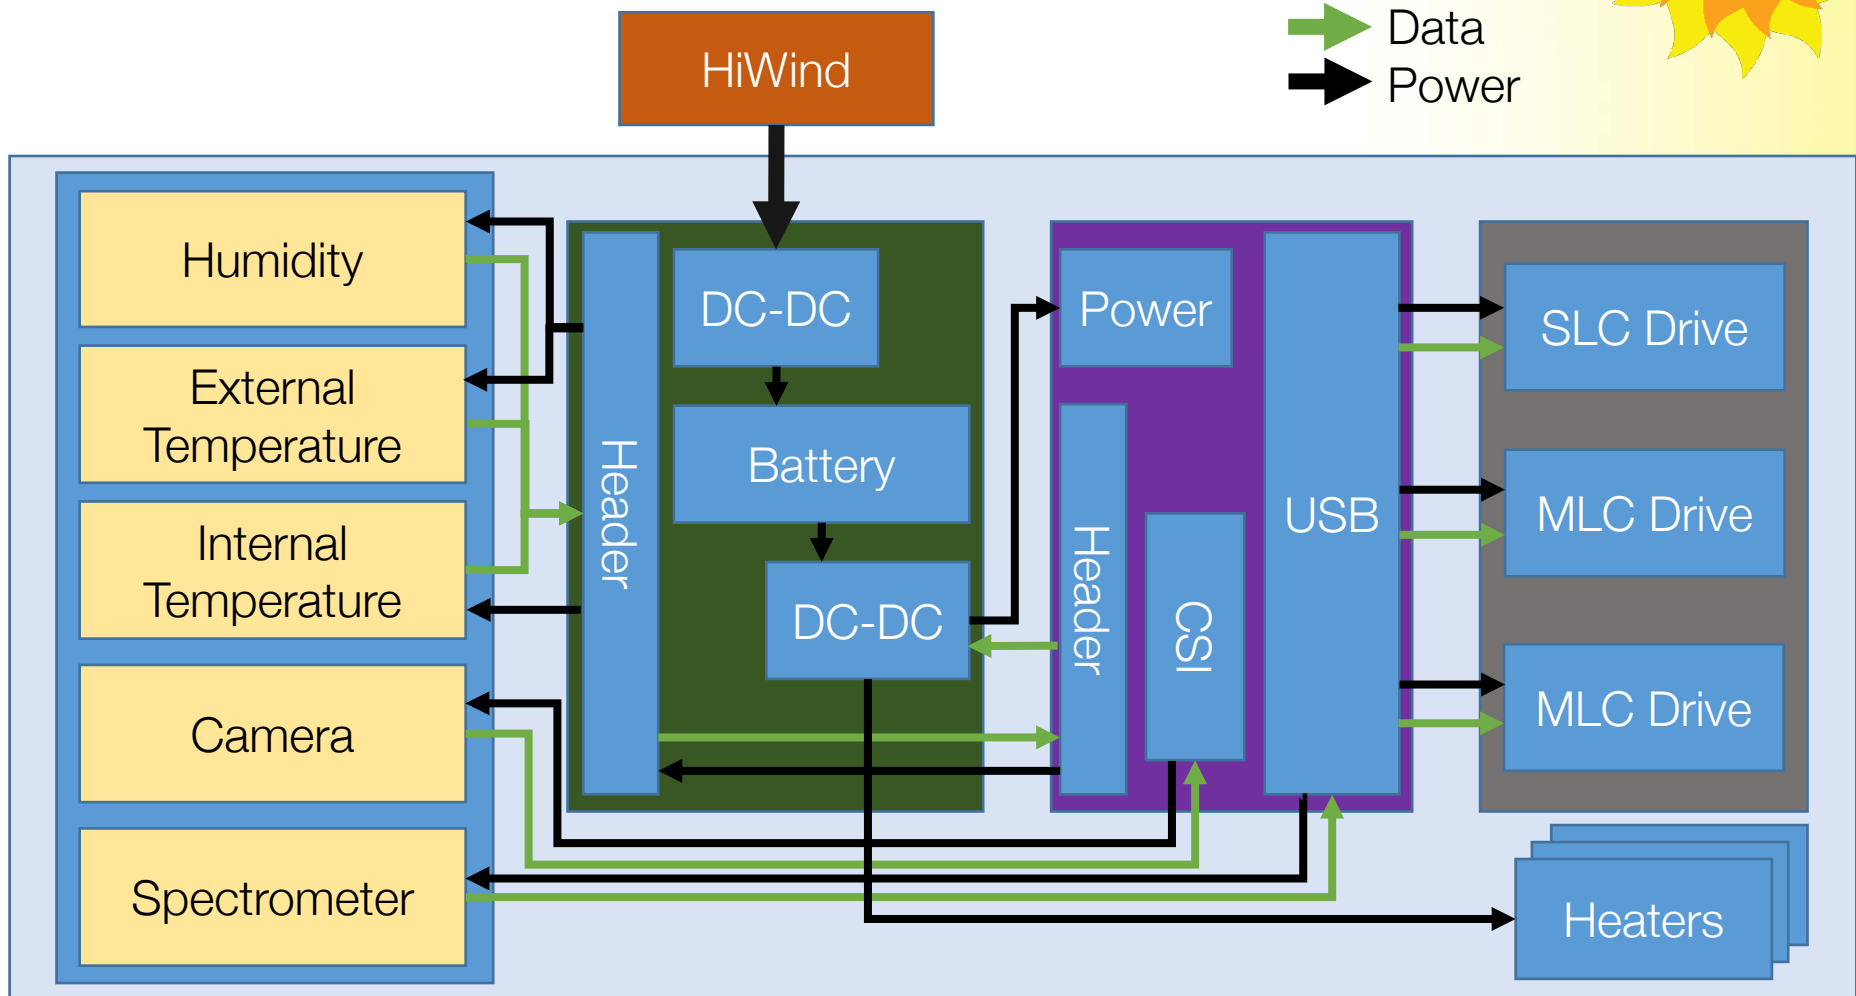 Data
Power
HiWind
Humidity
External
Temperature
Internal
Temperature
Camera
Spectrometer
Header
DC-DC
Battery
DC-DC
Power
Header
CSI
USB
SLC Drive
MLC Drive
MLC Drive
Heaters